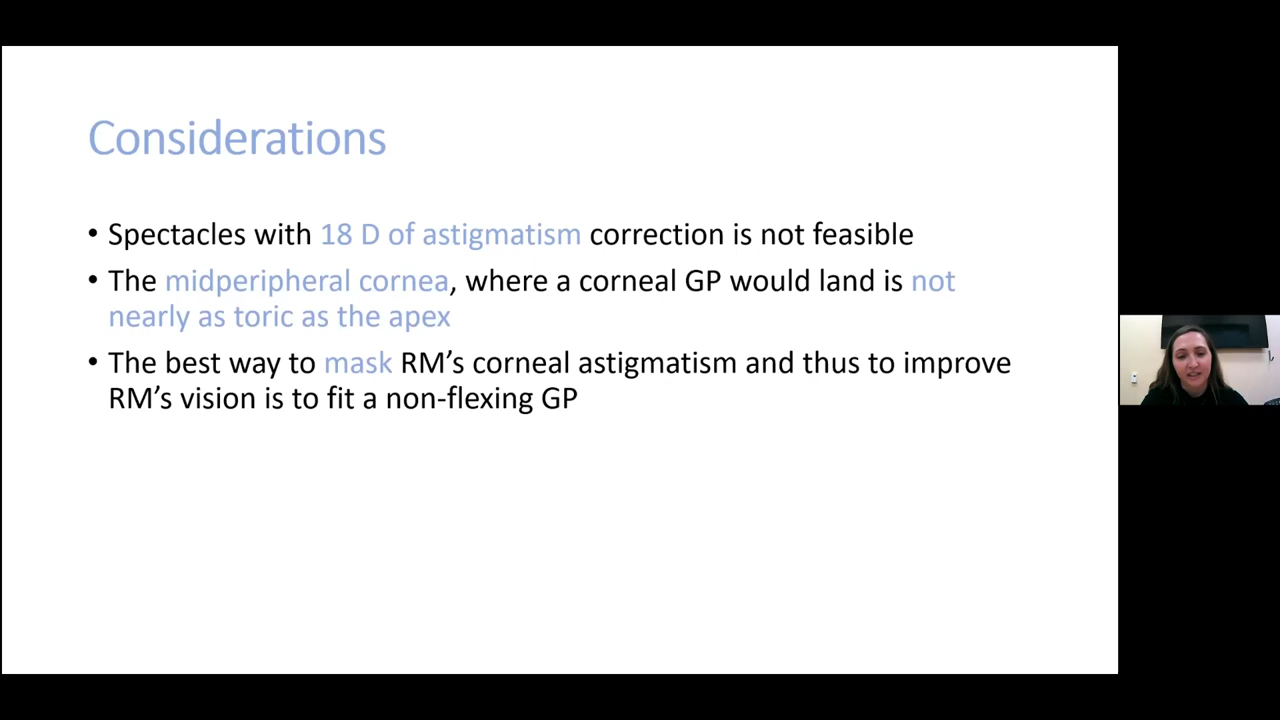 Considerations
• Spectacles with 18 D of astigmatism correction is not feasible
• The midperipheral cornea, where a corneal GP would land is not
nearly as toric as the apex
• The best way to mask RM’s corneal astigmatism and thus to improve
RM’s vision is to fit a non-flexing GP